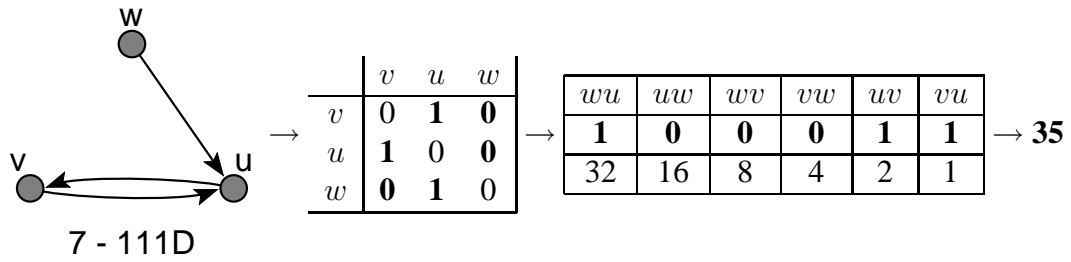 w
v u
7 - 111D
→
v u w
v 0 1 0
u 1 0 0
w 0 1 0
→
wu uw wv vw uv vu
1 0 0 0 1 1
32 16 8 4 2 1
→ 35